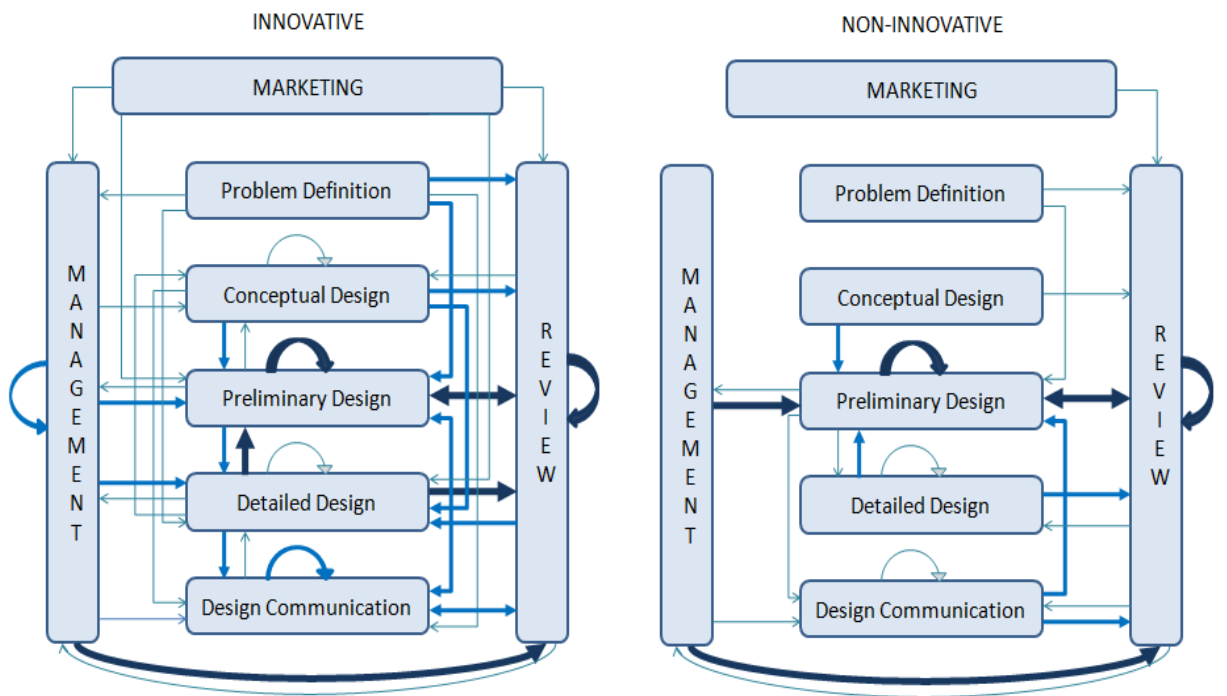 INNOVATIVE
MARKETING
Problem Definition
Conceptual Design
Preliminary Design
Detailed Design
Design Communication
MANAGEMENT
REVIEW
NON-INNOVATIVE
MARKETING
Problem Definition
Conceptual Design
Preliminary Design
Detailed Design
Design Communication
MANAGEMENT
REVIEW